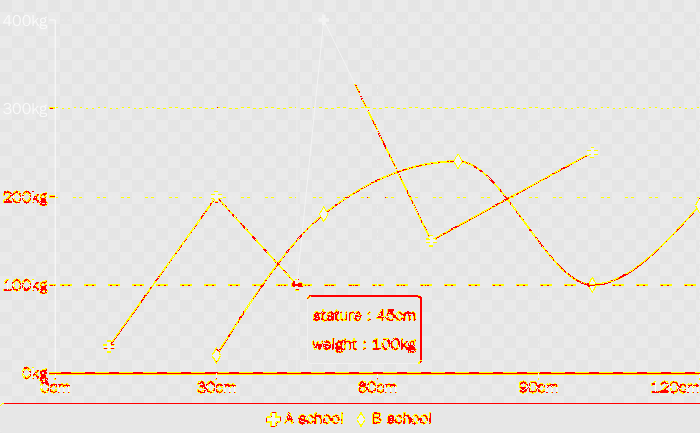 400kg
300kg
200kg
100kg
0kg
stature : 45cm
weight : 100kg
0cm 30cm 60cm 90cm 120cm
A school B school